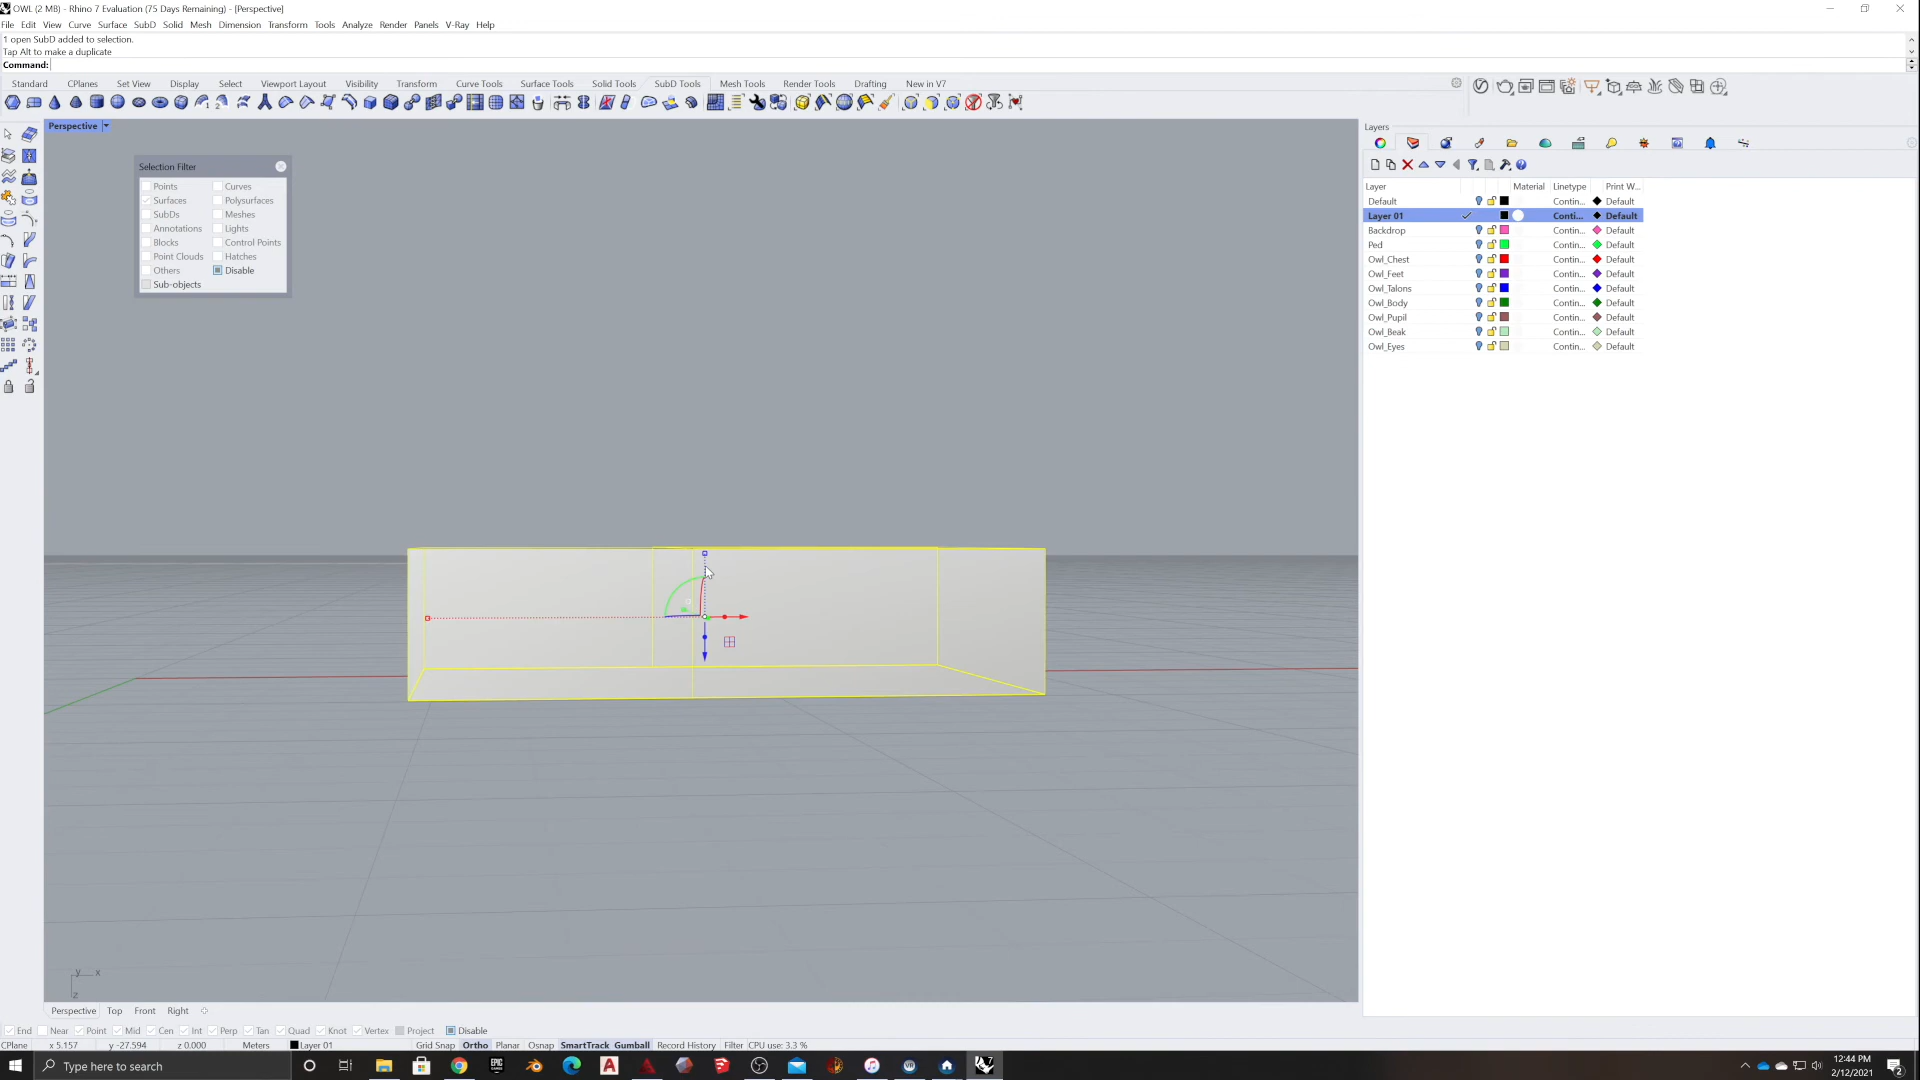 OWL (2 MB) - Rhino 7 Evaluation (75 Days Remaining) - [Perspective]
File Edit View Curve Surface SubD Solid Mesh Dimension Transform Tools Analyze Render Panels V-Ray Help
1 open SubD added to selection.
Tap Alt to make a duplicate
Command:
Standard CPlanes Set View Display Select Viewport Layout Visibility Transform Curve Tools Surface Tools Solid Tools SubD Tools Mesh Tools Render Tools Drafting New in V7
Perspective
Selection Filter
Points Curves
Surfaces Polysurfaces
SubDs Meshes
Annotations Lights
Blocks Control Points
Point Clouds Hatches
Others Disable
Sub-objects
Layers
Layer Material Linetype Print W...
Default Contin... Default
Layer 01 Conti... Default
Backdrop Contin... Default
Ped Contin... Default
Owl_Chest Contin... Default
Owl_Feet Contin... Default
Owl_Talons Contin... Default
Owl_Body Contin... Default
Owl_Pupil Contin... Default
Owl_Beak Contin... Default
Owl_Eyes Contin... Default
y x
z
Perspective Top Front Right
End Near Point Mid Cen Int Perp Tan Quad Knot Vertex Project Disable
CPlane x 5.157 y -27.594 z 0.000 Meters Layer 01 Grid Snap Ortho Planar Osnap SmartTrack Gumball Record History Filter CPU use: 3.3 %
Type here to search
12:44 PM
2/12/2021